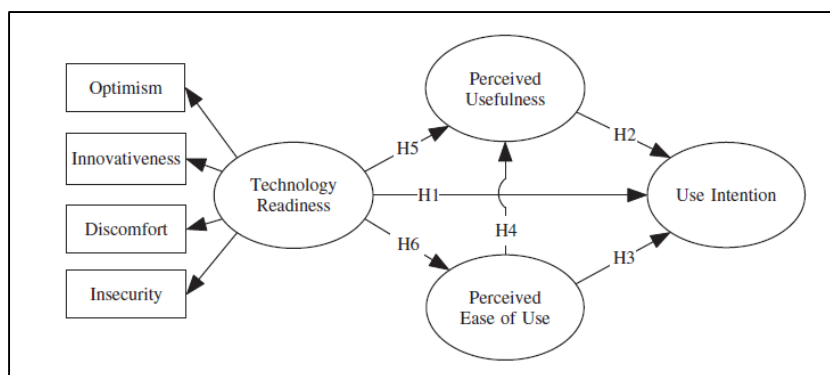 Optimism
Innovativeness
Discomfort
Insecurity
Technology
Readiness
H5
H1
H6
Perceived
Usefulness
H4
Perceived
Ease of Use
H2
H3
Use Intention